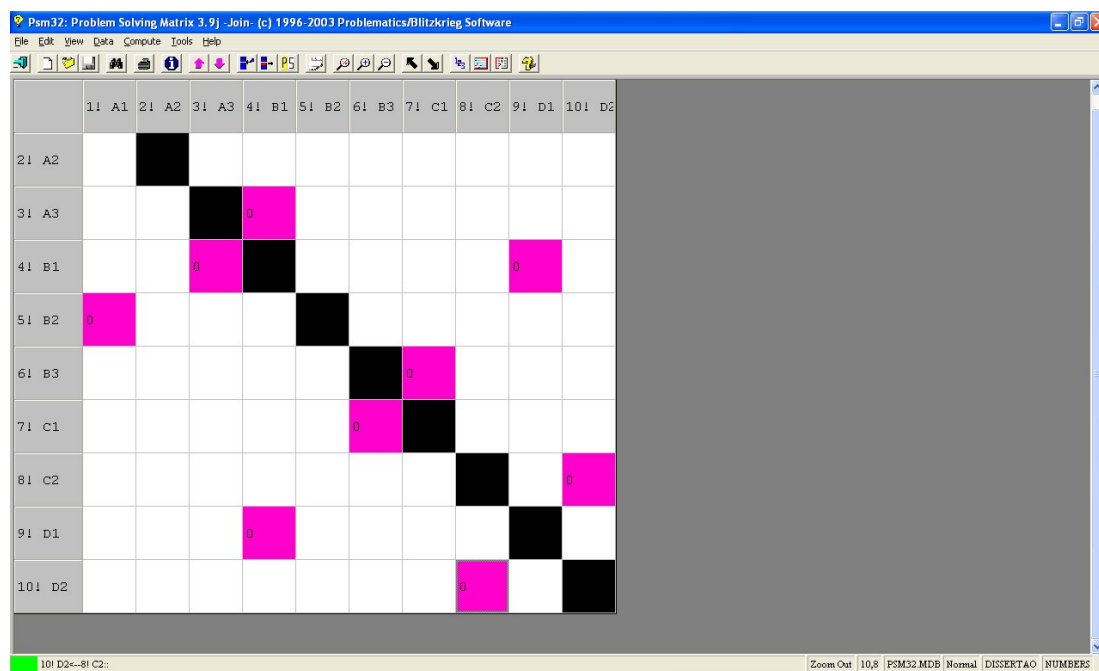 Psm32: Problem Solving Matrix 3.9j -Join- (c) 1996-2003 Problematics/Blitzkrieg Software
File Edit View Data Compute Tools Help
PS
1! A1 2! A2 3! A3 4! B1 5! B2 6! B3 7! C1 8! C2 9! D1 10! D2
2! A2
3! A3 0
4! B1 0 0
5! B2 0
6! B3 0
7! C1 0
8! C2 0
9! D1 0
10! D2 0
10! D2<--8! C2:: Zoom Out 10,8 PSM32.MDB Normal DISSERTAO NUMBERS